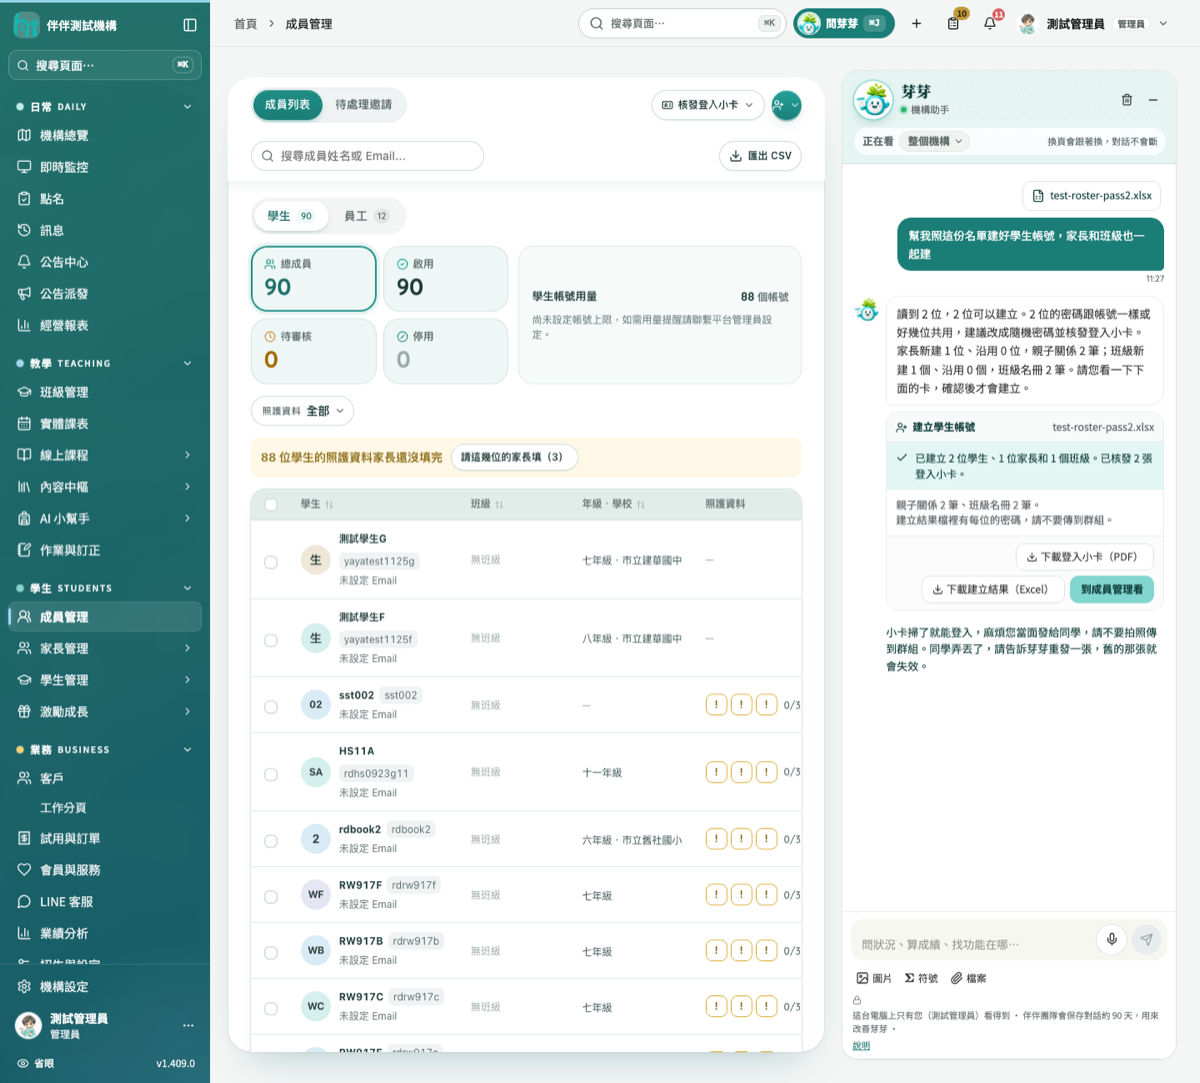 伴伴測試機構
搜尋頁面⋯ ⌘K
日常 DAILY
機構總覽
即時監控
點名
訊息
公告中心
公告派發
經營報表
教學 TEACHING
班級管理
實體課表
線上課程
內容中樞
AI 小幫手
作業與訂正
學生 STUDENTS
成員管理
家長管理
學生管理
激勵成長
業務 BUSINESS
客戶
工作分頁
試用與訂單
會員與服務
LINE 客服
業績分析
機構設定
測試管理員
管理員
省眼 v1.409.0
首頁 > 成員管理
搜尋頁面⋯ ⌘K
問芽芽 ⌘J
10
11
測試管理員 管理員
成員列表 待處理邀請
核發登入小卡
搜尋成員姓名或 Email...
匯出 CSV
學生 90 員工 12
總成員
90
啟用
90
待審核
0
停用
0
學生帳號用量 88 個帳號
尚未設定帳號上限，如需用量提醒請聯繫平台管理員設
定。
照護資料 全部
88 位學生的照護資料家長還沒填完 請這幾位的家長填（3）
學生 ↑↓ 班級 ↑↓ 年級 · 學校 ↑↓ 照護資料
生 測試學生G yayatest1125g 未設定 Email 無班級 七年級 · 市立建華國中 —
生 測試學生F yayatest1125f 未設定 Email 無班級 八年級 · 市立建華國中 —
02 sst002 sst002 未設定 Email 無班級 — ! ! ! 0/3
SA HS11A rdhs0923g11 未設定 Email 無班級 十一年級 ! ! ! 0/3
2 rdbook2 rdbook2 未設定 Email 無班級 六年級 · 市立舊社國小 ! ! ! 0/3
WF RW917F rdrw917f 未設定 Email 無班級 七年級 ! ! ! 0/3
WB RW917B rdrw917b 未設定 Email 無班級 七年級 ! ! ! 0/3
WC RW917C rdrw917c 未設定 Email 無班級 七年級 ! ! ! 0/3
芽芽
機構助手
正在看 整個機構 換頁會跟著換，對話不會斷
test-roster-pass2.xlsx
幫我照這份名單建好學生帳號，家長和班級也一
起建
11:27
讀到 2 位，2 位可以建立。2 位的密碼跟帳號一樣或
好幾位共用，建議改成隨機密碼並核發登入小卡。
家長新建 1 位、沿用 0 位，親子關係 2 筆；班級新
建 1 個、沿用 0 個，班級名冊 2 筆。請您看一下下
面的卡，確認後才會建立。
建立學生帳號 test-roster-pass2.xlsx
已建立 2 位學生、1 位家長和 1 個班級。已核發 2 張
登入小卡。
親子關係 2 筆、班級名冊 2 筆。
建立結果檔裡有每位的密碼，請不要傳到群組。
下載登入小卡（PDF）
下載建立結果（Excel） 到成員管理看
小卡掃了就能登入，麻煩您當面發給同學，請不要拍照傳
到群組。同學弄丟了，請告訴芽芽重發一張，舊的那張就
會失效。
問狀況、算成績、找功能在哪⋯
圖片 Σ 符號 檔案
這台電腦上只有您（測試管理員）看得到 · 伴伴團隊會保存對話約 90 天，用來
改善芽芽 ·
說明